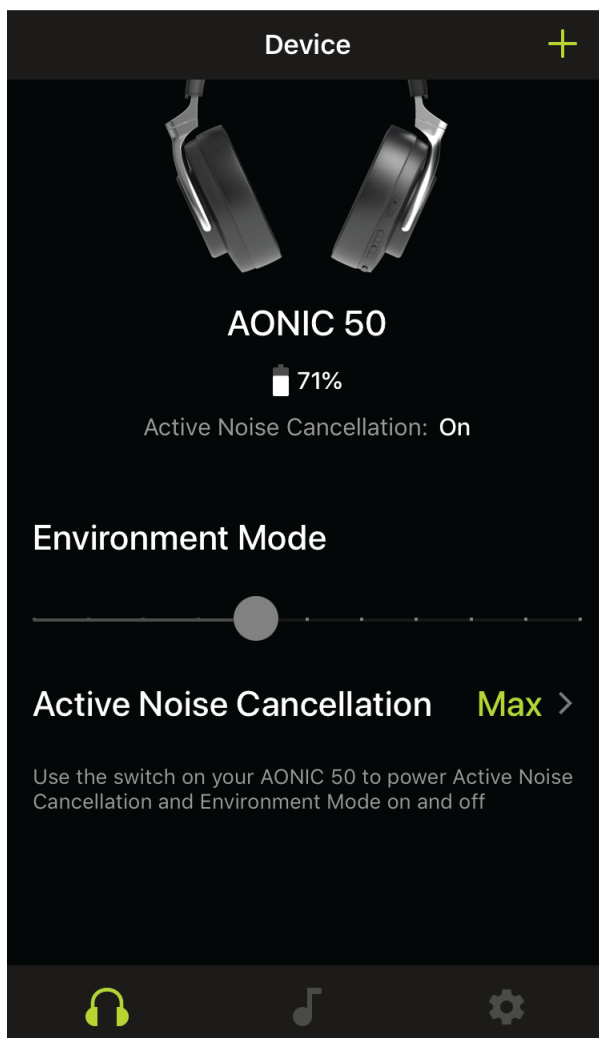 Device
AONIC 50
71%
Active Noise Cancellation: On
Environment Mode
Active Noise Cancellation Max
Use the switch on your AONIC 50 to power Active Noise
Cancellation and Environment Mode on and off